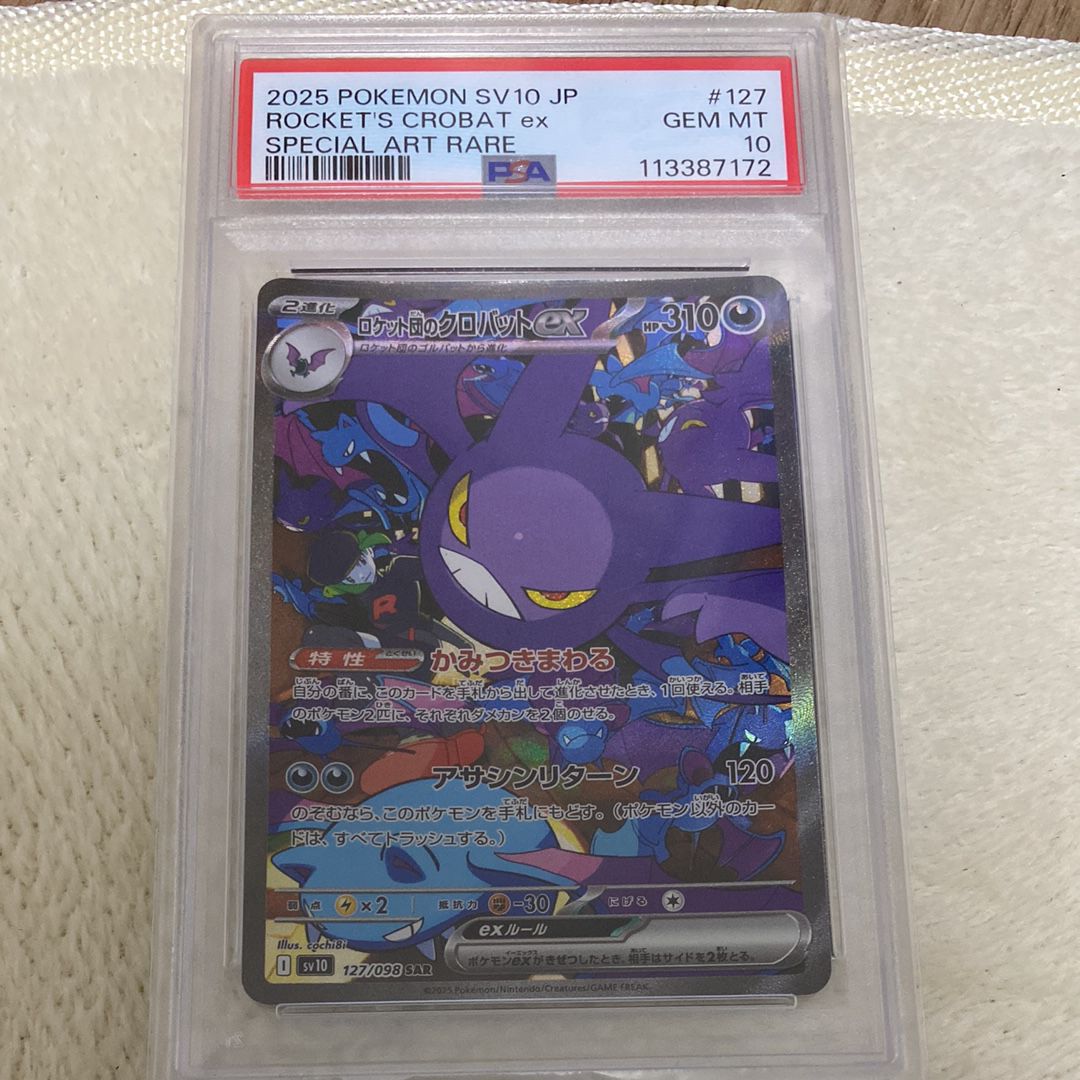 2025 POKEMON SV10 JP #127
ROCKET'S CROBAT ex GEM MT
SPECIAL ART RARE 10
PSA 113387172
2進化 ロケット団のクロバットex HP310
ロケット団のゴルバットから進化
R
特性 とくせい かみつきまわる
自分の番に、このカードを手札から出して進化させたとき、1回使える。相手
のポケモン2匹に、それぞれダメカンを2個のせる。
アサシンリターン 120
のぞむなら、このポケモンを手札にもどす。(ポケモン以外のカー
ドは、すべてトラッシュする。)
弱点 ×2 抵抗力 -30 にげる
exルール
ポケモンexがきぜつしたとき、相手はサイドを2枚とる。
Illus. cochi8i
I sv10 127/098 SAR
©2025 Pokémon/Nintendo/Creatures/GAME FREAK.